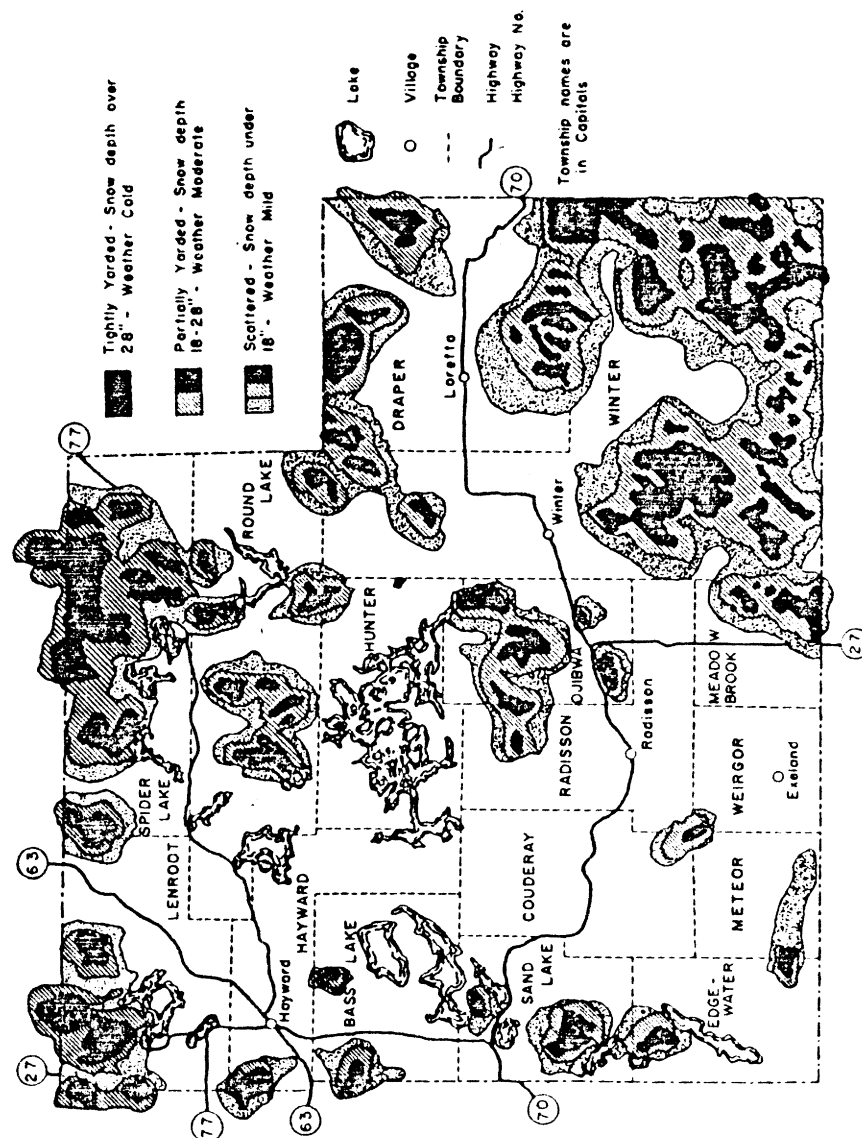 Tightly Yarded - Snow depth over
28" - Weather Cold
Partially Yarded - Snow depth
18-28" - Weather Moderate
Scattered - Snow depth under
18" - Weather Mild
Lake
Village
Township
Boundary
Highway
Highway No.
Township names are
in Capitals
27
77
63
77
63
70
70
27
SPIDER
LAKE
LENROOT
ROUND
LAKE
HAYWARD
Hayward
BASS LAKE
HUNTER
DRAPER
Loretta
WINTER
Winter
OJIBWA
RADISSON
Radisson
COUDERAY
SAND
LAKE
EDGE-
WATER
METEOR
WEIRGOR
Exeland
MEADOW
BROOK